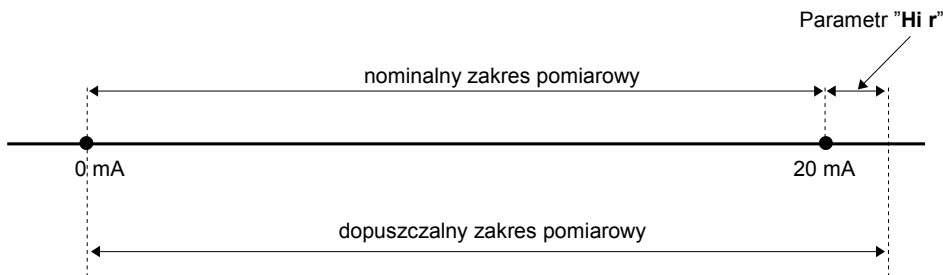 Parametr ”Hi r”
nominalny zakres pomiarowy
0 mA
20 mA
dopuszczalny zakres pomiarowy